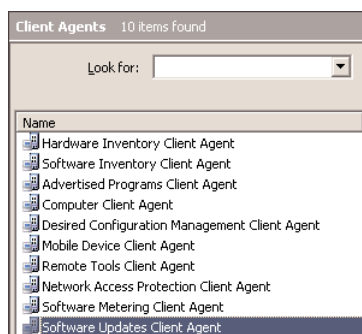 Client Agents 10 items found
Look for:
Name
Hardware Inventory Client Agent
Software Inventory Client Agent
Advertised Programs Client Agent
Computer Client Agent
Desired Configuration Management Client Agent
Mobile Device Client Agent
Remote Tools Client Agent
Network Access Protection Client Agent
Software Metering Client Agent
Software Updates Client Agent